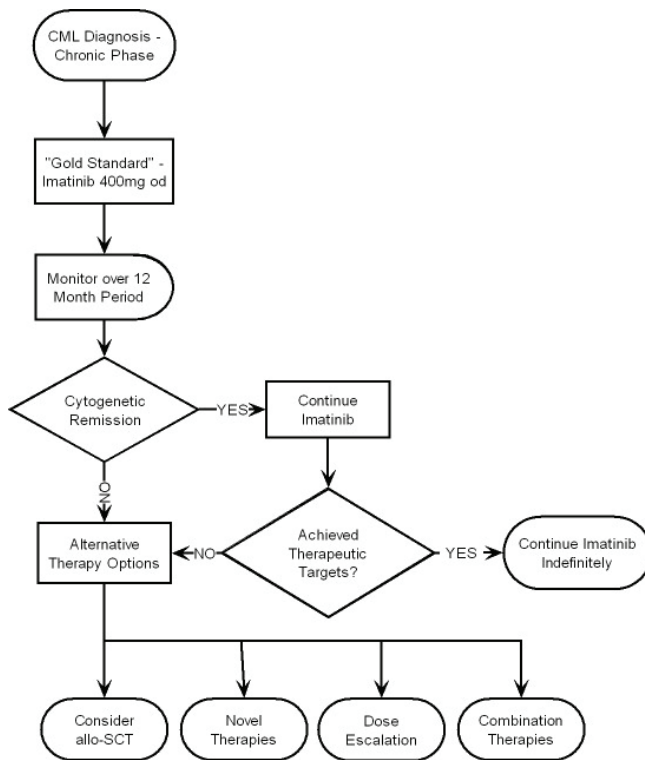 CML Diagnosis -
Chronic Phase
"Gold Standard" -
Imatinib 400mg od
Monitor over 12
Month Period
Cytogenetic
Remission
YES
Continue
Imatinib
NO
Alternative
Therapy Options
NO
Achieved
Therapeutic
Targets?
YES
Continue Imatinib
Indefinitely
Consider
allo-SCT
Novel
Therapies
Dose
Escalation
Combination
Therapies